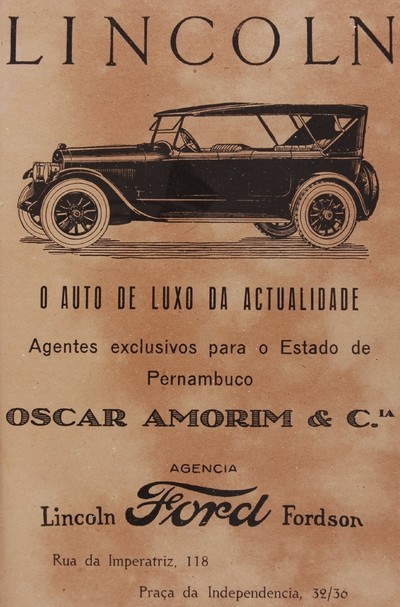 LINCOLN
O AUTO DE LUXO DA ACTUALIDADE
Agentes exclusivos para o Estado de
Pernambuco
OSCAR AMORIM & C.IA
AGENCIA
Lincoln Ford Fordson
Rua da Imperatriz, 118
Praça da Independencia, 32/36